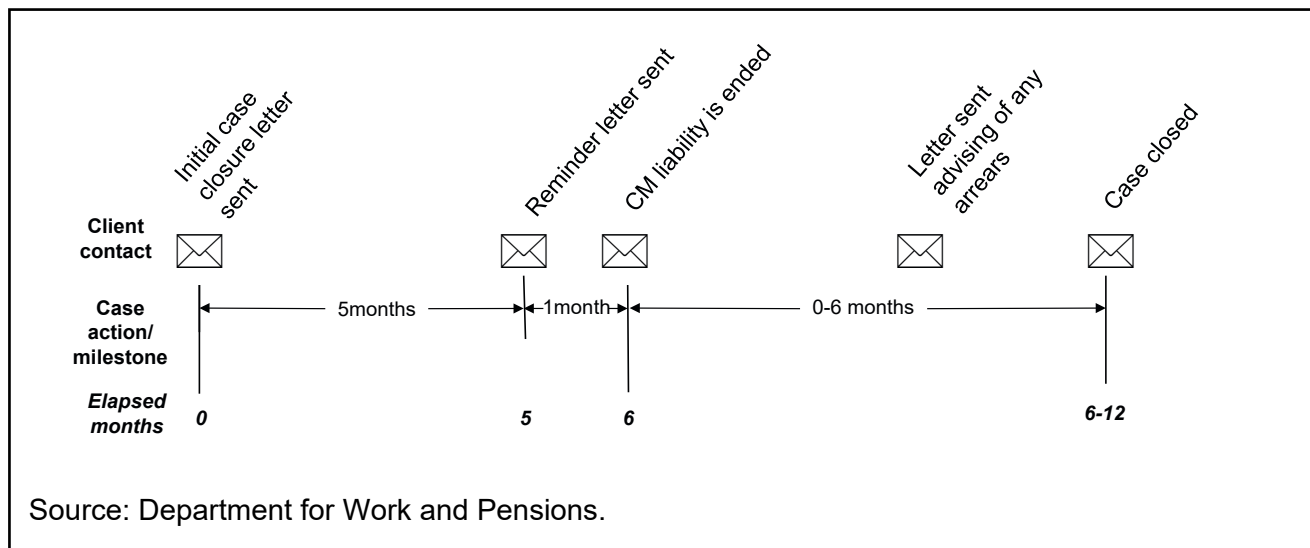 Initial case
closure letter
sent
Reminder letter sent
CM liability is ended
Letter sent
advising of any
arrears
Case closed
Client
contact
Case
action/
milestone
5months
1month
0-6 months
Elapsed
months
0
5
6
6-12
Source: Department for Work and Pensions.